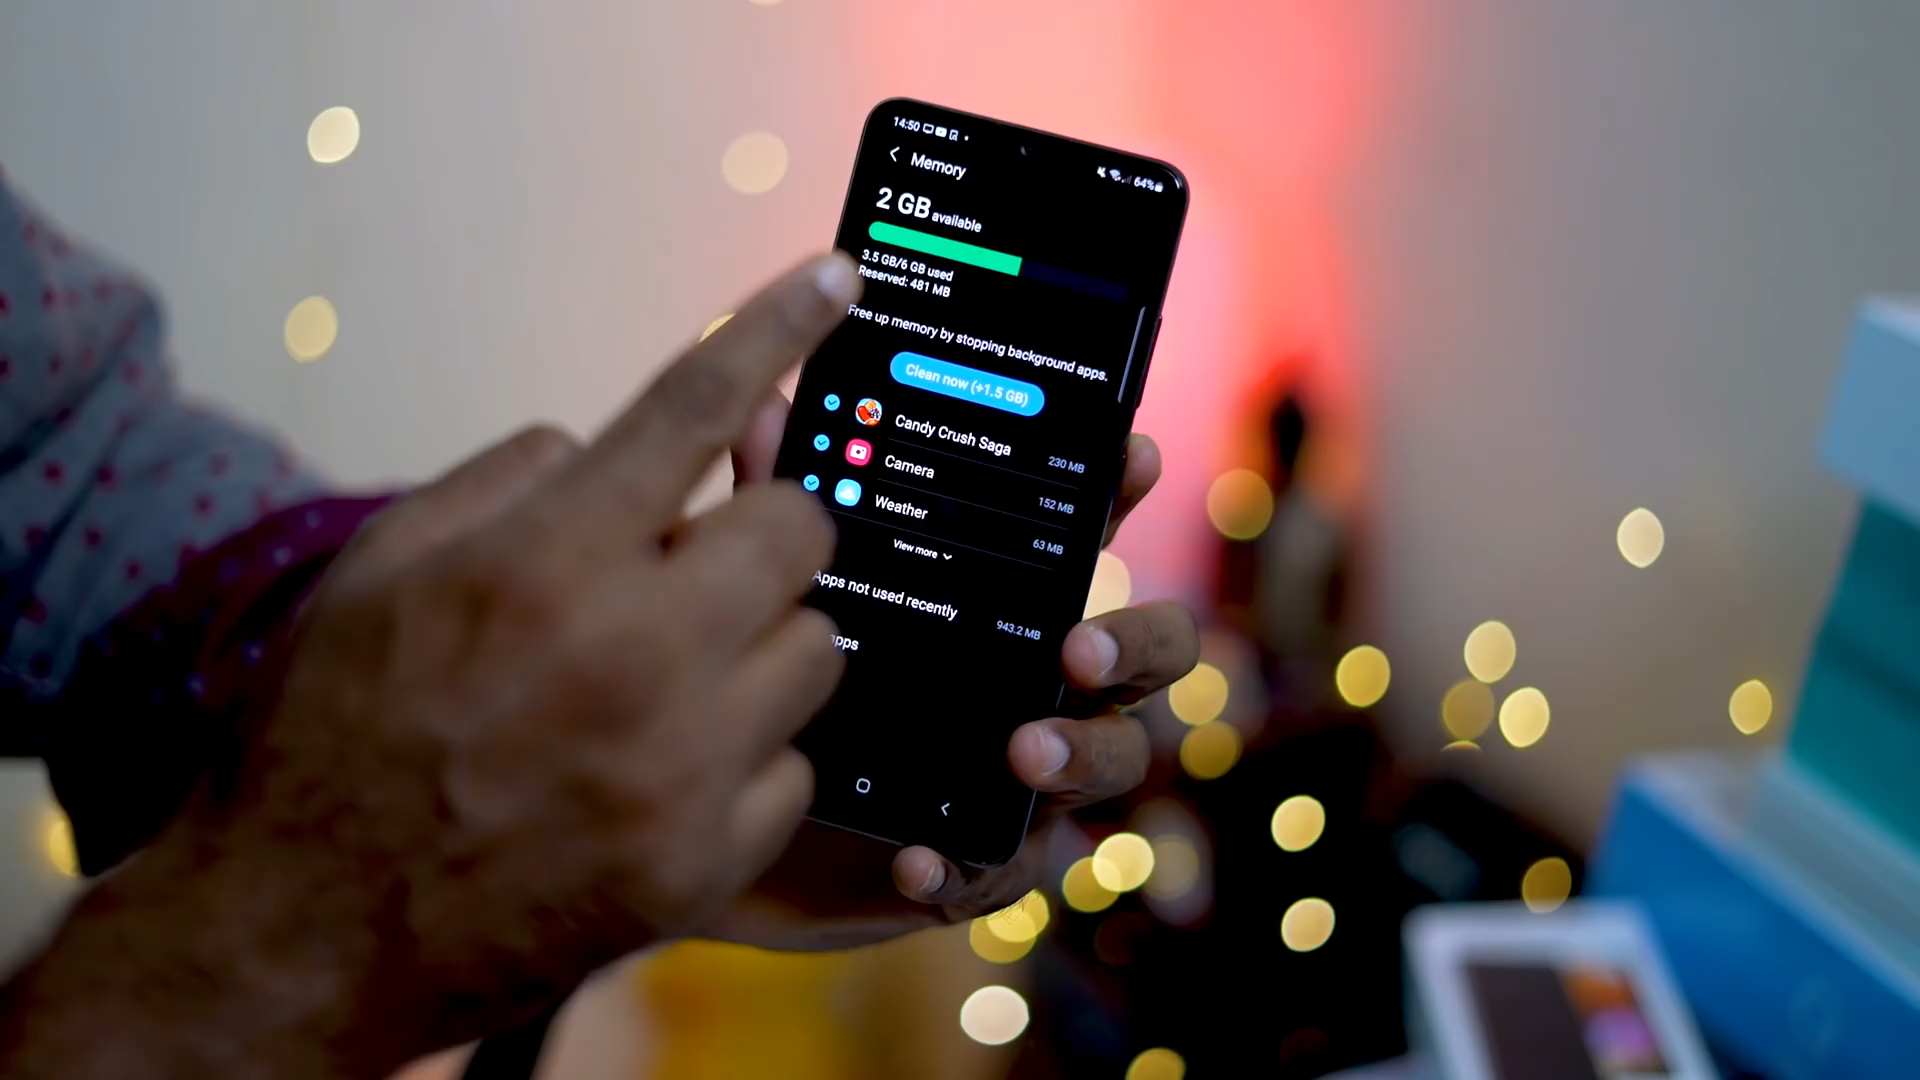 14:50
64%
Memory
2 GB available
3.5 GB/6 GB used
Reserved: 481 MB
Free up memory by stopping background apps.
Clean now (+1.5 GB)
Candy Crush Saga
230 MB
Camera
152 MB
Weather
63 MB
View more
Apps not used recently
943.2 MB
apps